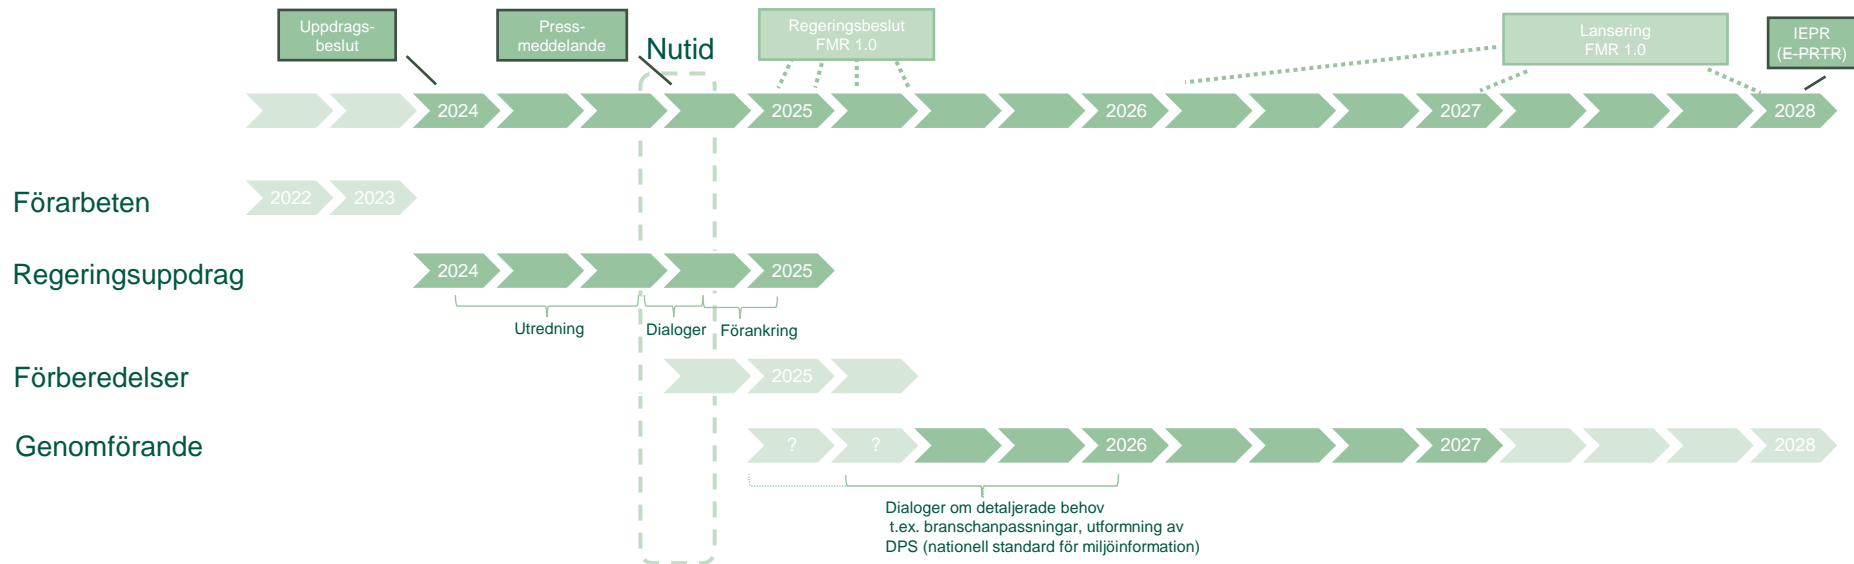 Uppdrags-
beslut
Press-
meddelande
Nutid
Regeringsbeslut
FMR 1.0
Lansering
FMR 1.0
IEPR
(E-PRTR)
2024
2025
2026
2027
2028
Förarbeten
2022
2023
Regeringsuppdrag
2024
2025
Utredning
Dialoger
Förankring
Förberedelser
2025
Genomförande
?
?
2026
2027
2028
Dialoger om detaljerade behov
t.ex. branschanpassningar, utformning av
DPS (nationell standard för miljöinformation)